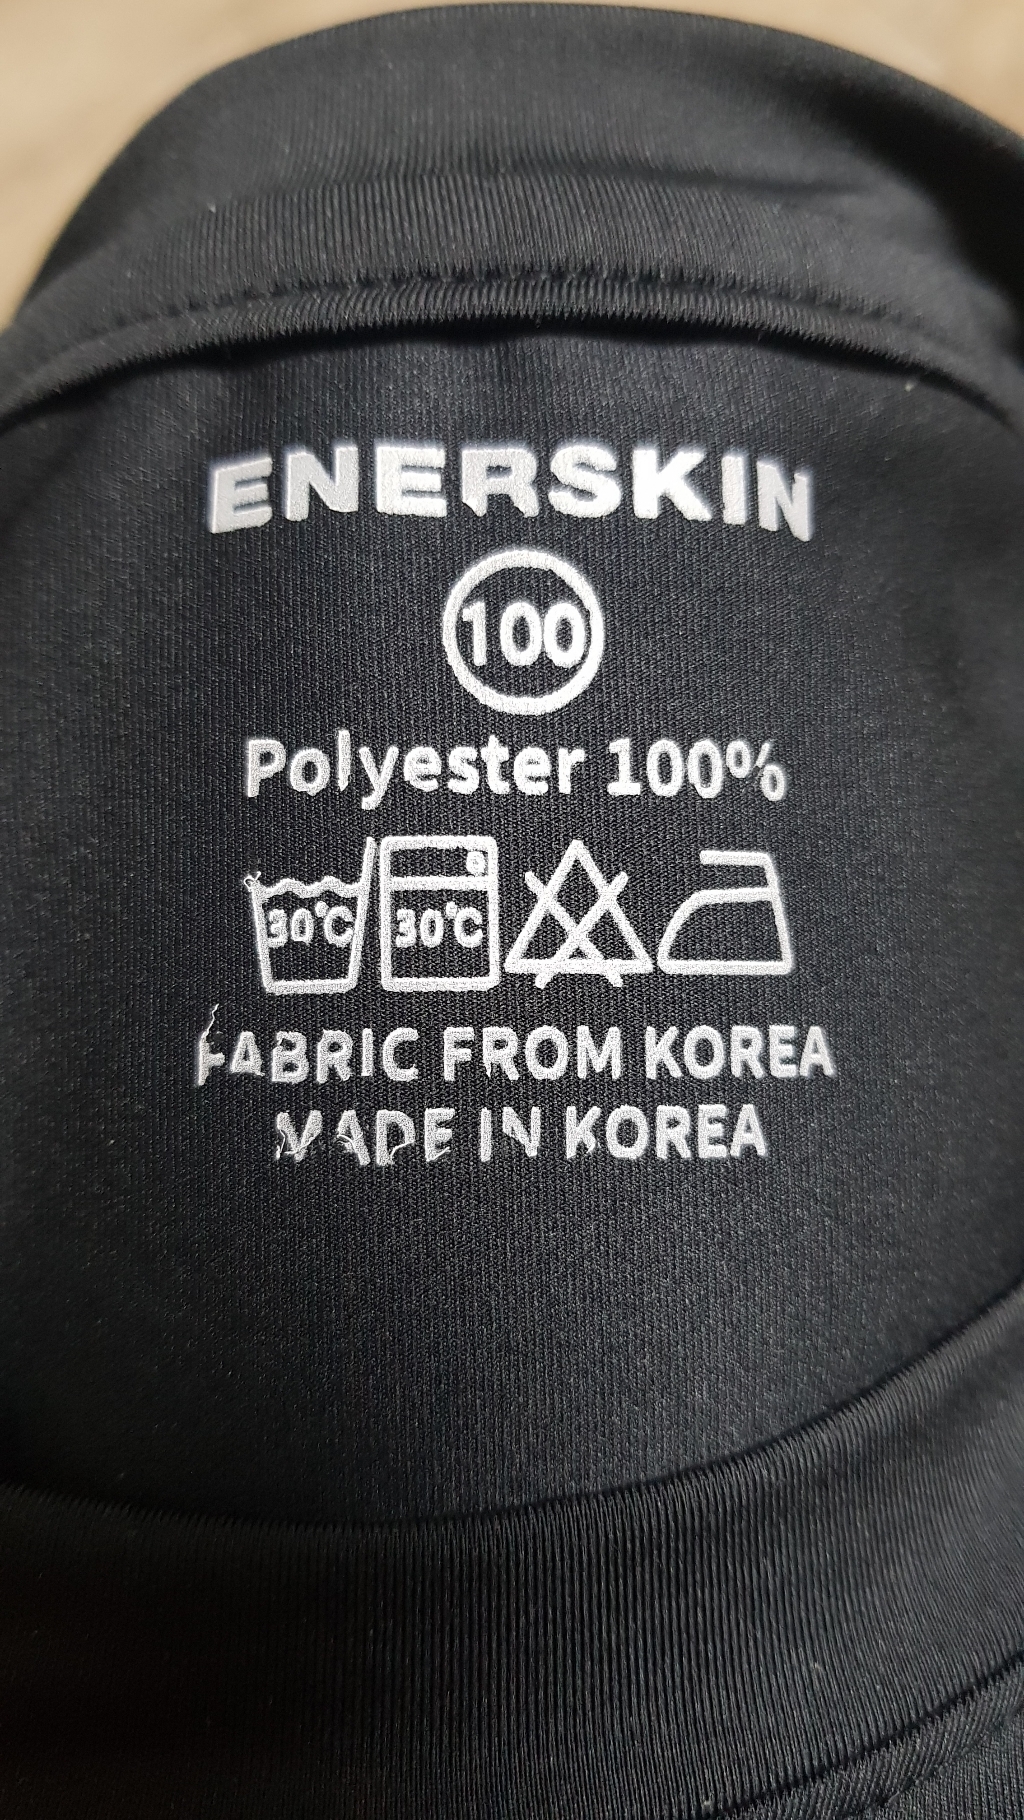 ENERSKIN
100
Polyester 100%
30°C 30°C
FABRIC FROM KOREA
MADE IN KOREA